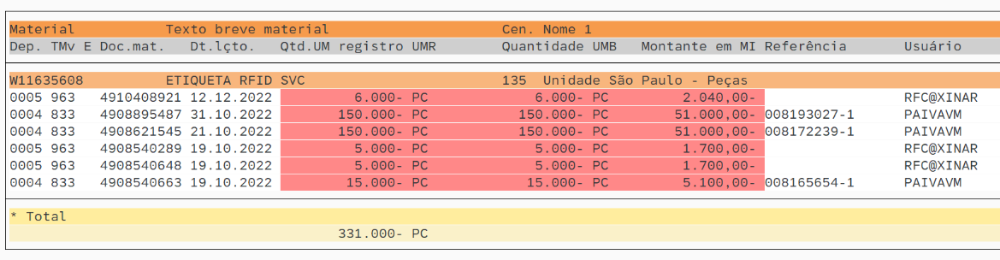 Material Texto breve material Cen. Nome 1
Dep. TMv E Doc.mat. Dt.lçto. Qtd.UM registro UMR Quantidade UMB Montante em MI Referência Usuário
W11635608 ETIQUETA RFID SVC 135 Unidade São Paulo - Peças
0005 963 4910408921 12.12.2022 6.000- PC 6.000- PC 2.040,00- RFC@XINAR
0004 833 4908895487 31.10.2022 150.000- PC 150.000- PC 51.000,00- 008193027-1 PAIVAVM
0004 833 4908621545 21.10.2022 150.000- PC 150.000- PC 51.000,00- 008172239-1 PAIVAVM
0005 963 4908540289 19.10.2022 5.000- PC 5.000- PC 1.700,00- RFC@XINAR
0005 963 4908540648 19.10.2022 5.000- PC 5.000- PC 1.700,00- RFC@XINAR
0004 833 4908540663 19.10.2022 15.000- PC 15.000- PC 5.100,00- 008165654-1 PAIVAVM
* Total
331.000- PC